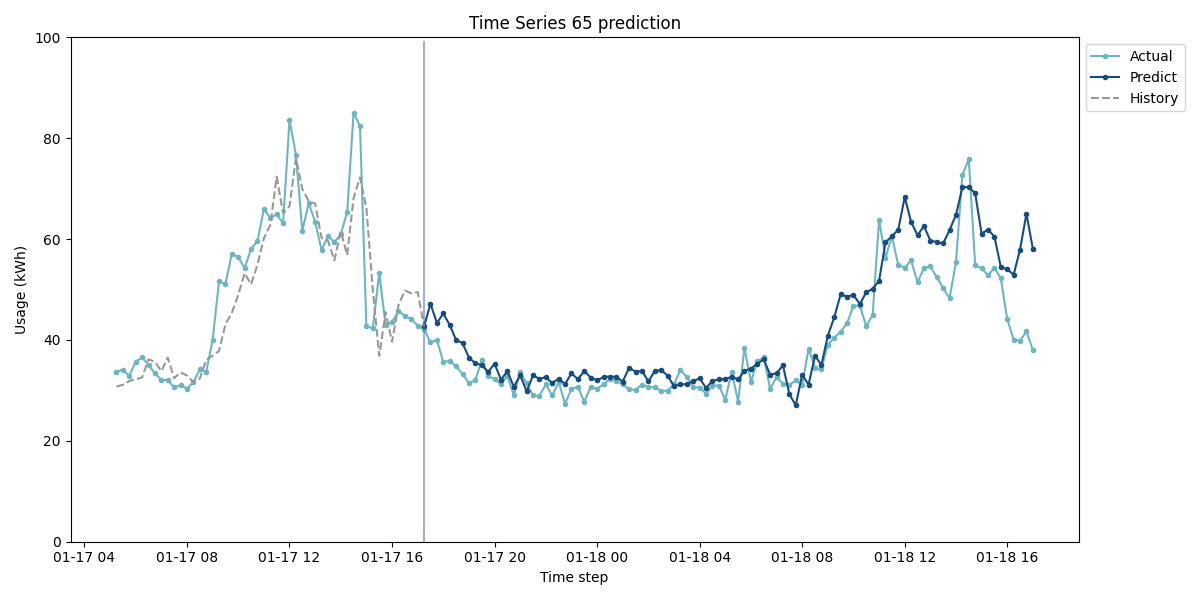 Time Series 65 prediction
Usage (kWh)
100
80
60
40
20
0
01-17 04
01-17 08
01-17 12
01-17 16
01-17 20
01-18 00
01-18 04
01-18 08
01-18 12
01-18 16
Time step
Actual
Predict
History